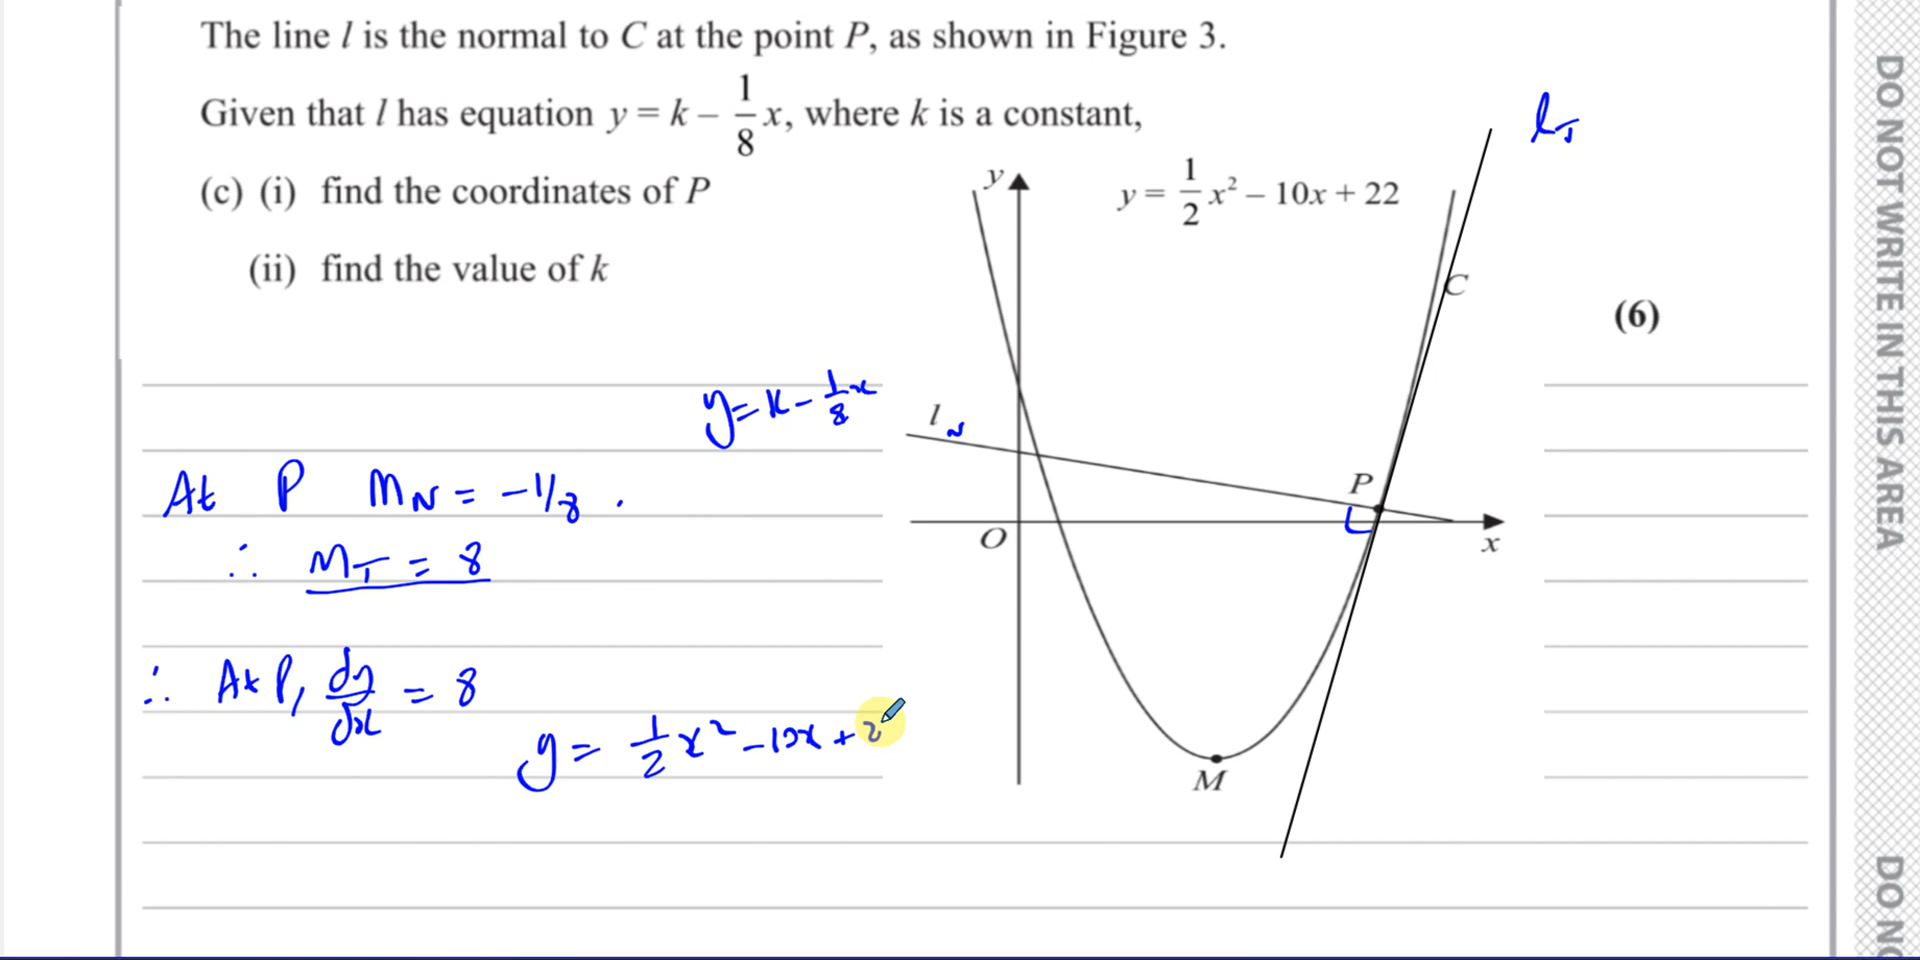 The line l is the normal to C at the point P, as shown in Figure 3.
Given that l has equation y = k – 1/8 x, where k is a constant,
(c) (i) find the coordinates of P
(ii) find the value of k
(6)
y = 1/2 x² – 10x + 22
y
l_T
C
l_N
P
O
x
M
y = k – 1/8 x
At P M_N = –1/8 .
∴ M_T = 8
∴ At P, dy/dx = 8
y = 1/2 x² – 10x + 2
DO NOT WRITE IN THIS AREA
DO NO